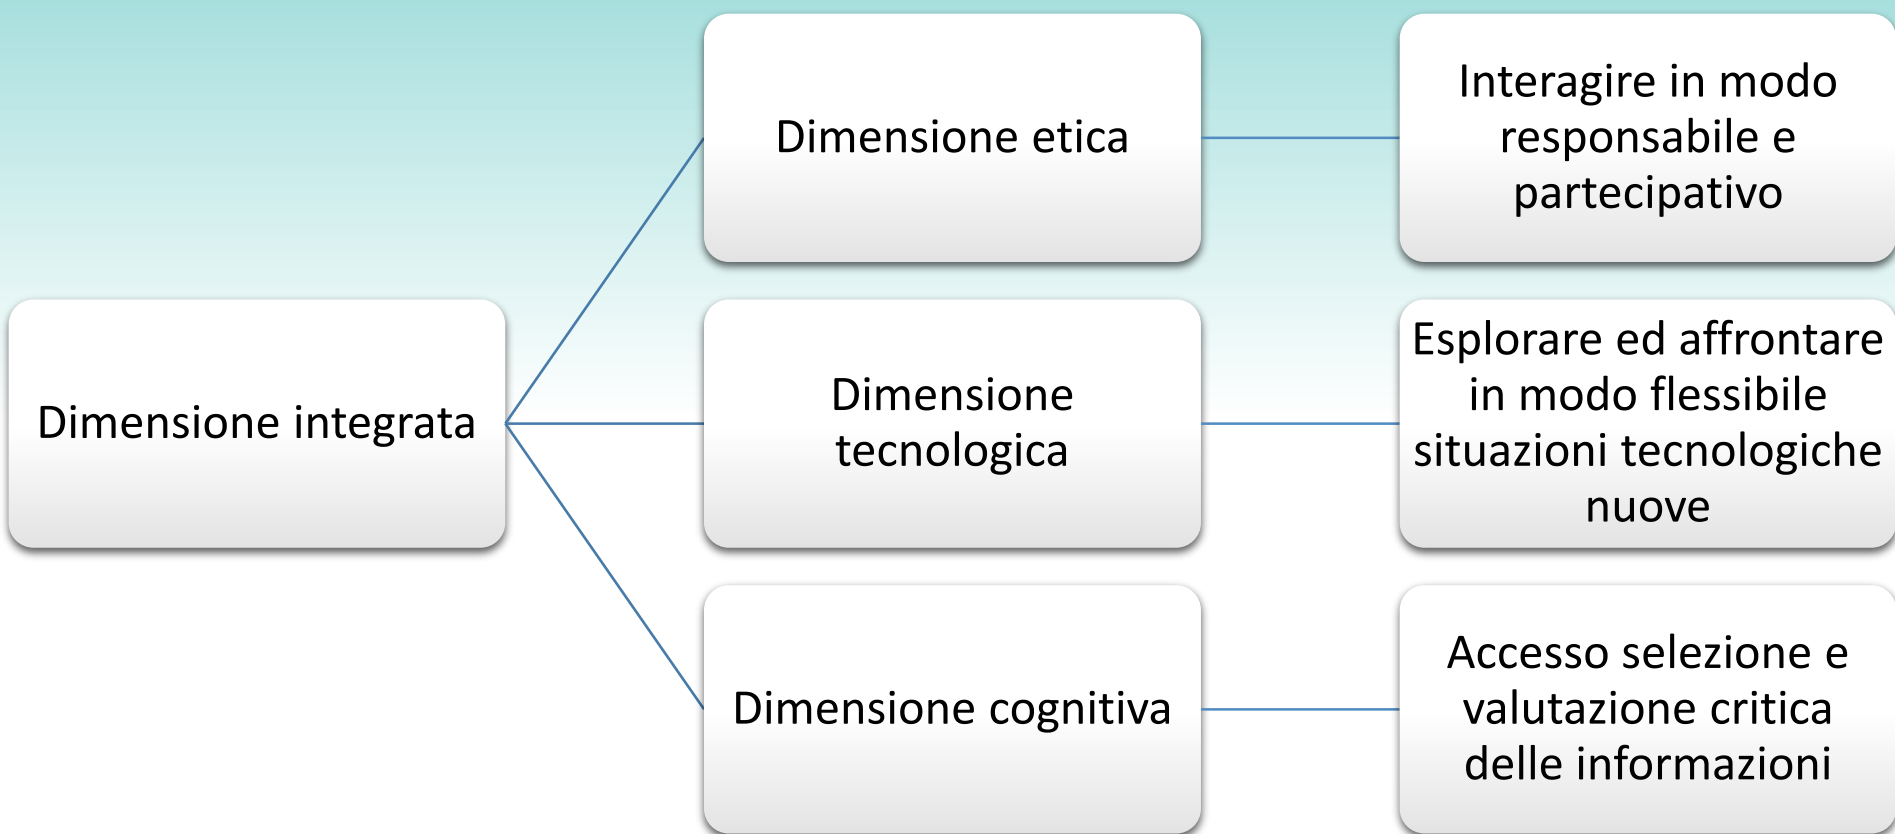 Dimensione integrata
Dimensione etica
Interagire in modo
responsabile e
partecipativo
Dimensione
tecnologica
Esplorare ed affrontare
in modo flessibile
situazioni tecnologiche
nuove
Dimensione cognitiva
Accesso selezione e
valutazione critica
delle informazioni